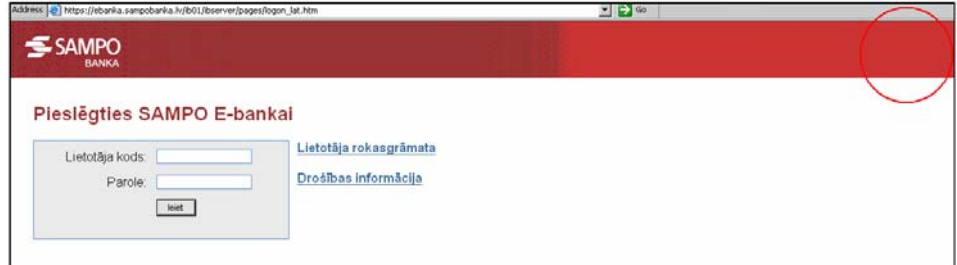 Address https://ebanka.sampobanka.lv/ib01/ibserver/pages/logon_lat.htm Go
SAMPO
BANKA
Pieslēgties SAMPO E-bankai
Lietotāja kods:
Parole:
Ieiet
Lietotāja rokasgrāmata
Drošības informācija